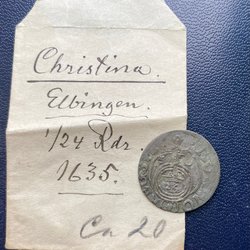 Christina.
Elbingen.
1/24 Rdr.
1635.
Ca 20